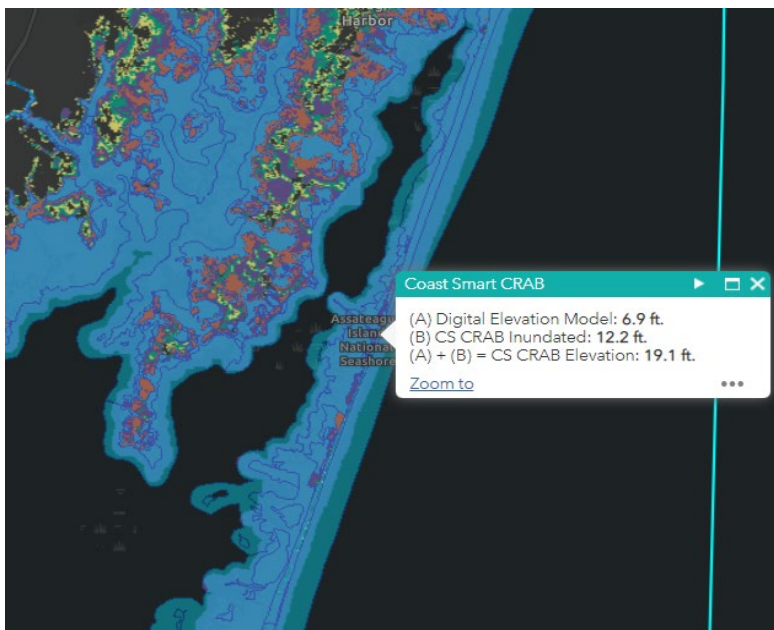 Harbor
Coast Smart CRAB
(A) Digital Elevation Model: 6.9 ft.
(B) CS CRAB Inundated: 12.2 ft.
(A) + (B) = CS CRAB Elevation: 19.1 ft.
Zoom to
Assateague
Island
National
Seashore